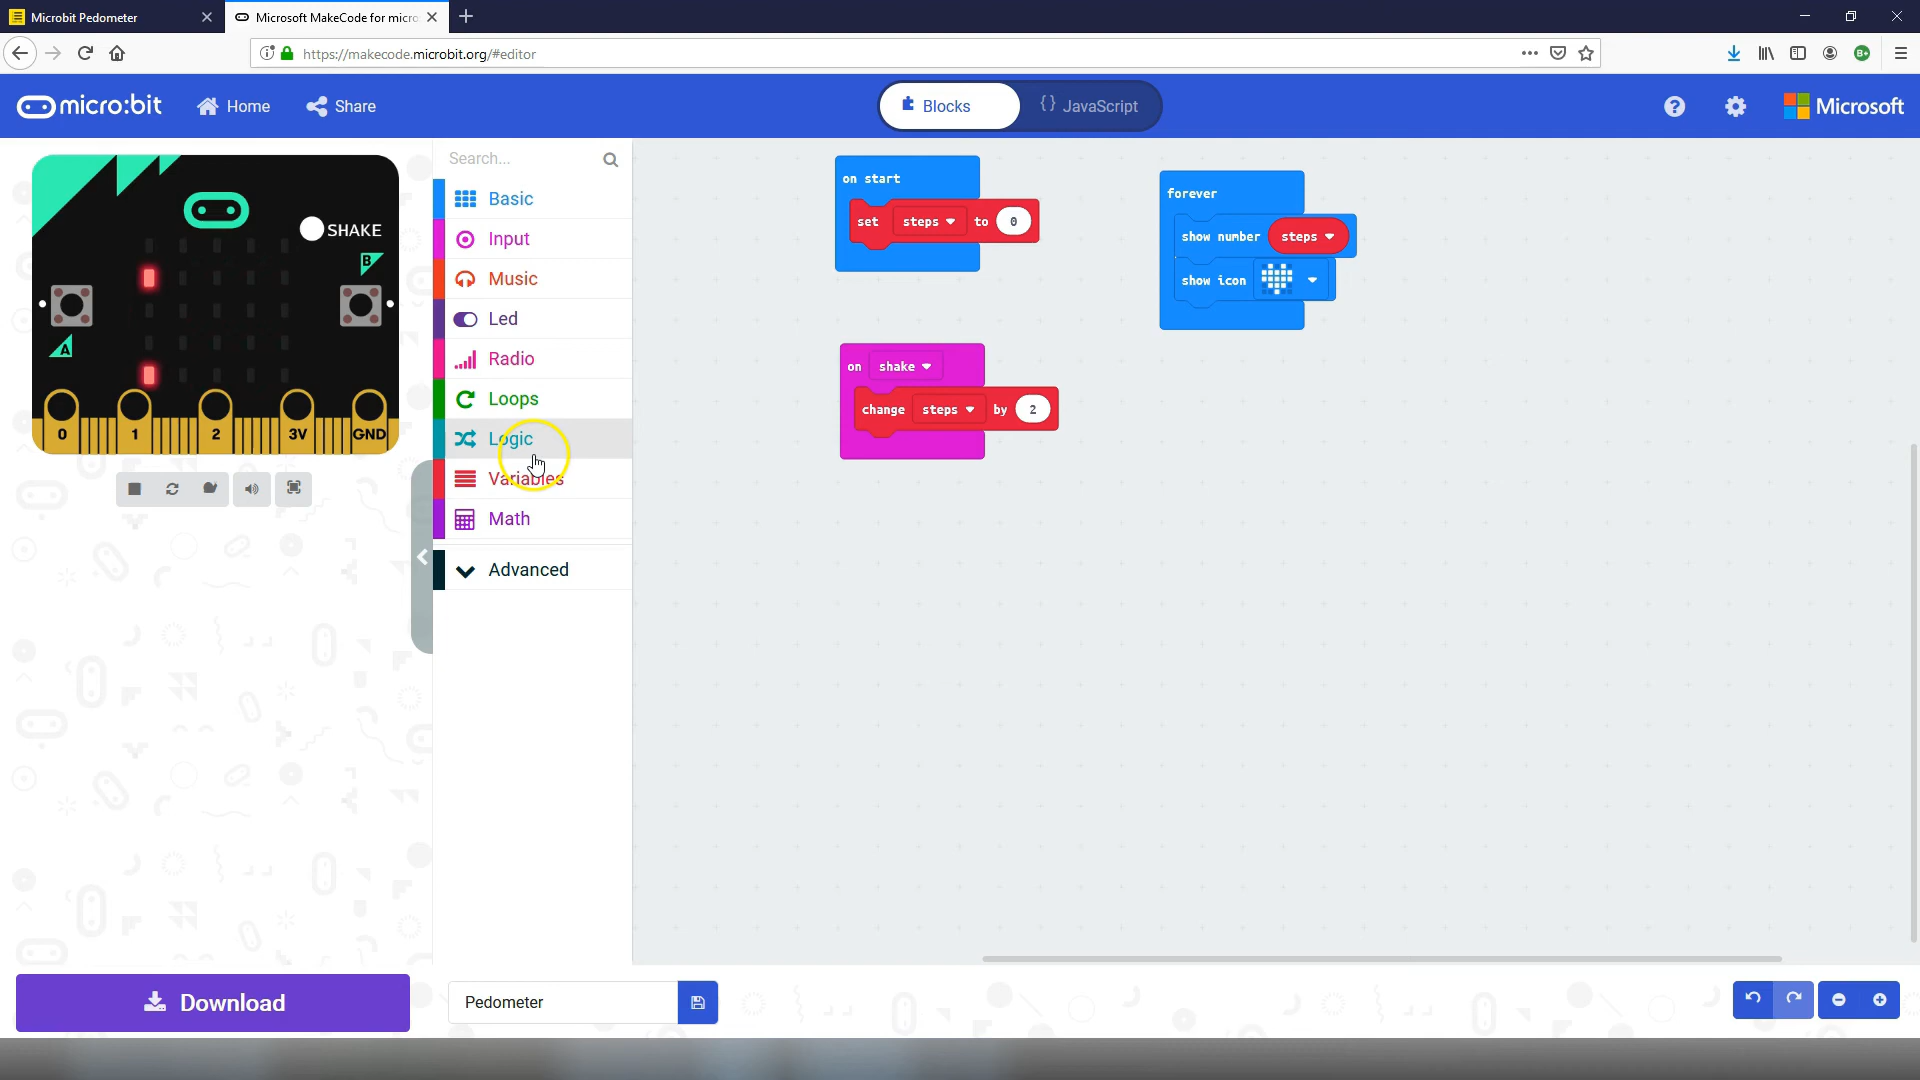 Microbit Pedometer
Microsoft MakeCode for micro
https://makecode.microbit.org/#editor
micro:bit
Home
Share
Blocks
{} JavaScript
?
Microsoft
SHAKE
B
A
0 1 2 3V GND
Search...
Basic
Input
Music
Led
Radio
Loops
Logic
Variables
Math
Advanced
on start
set steps to 0
forever
show number steps
show icon
on shake
change steps by 2
Download
Pedometer